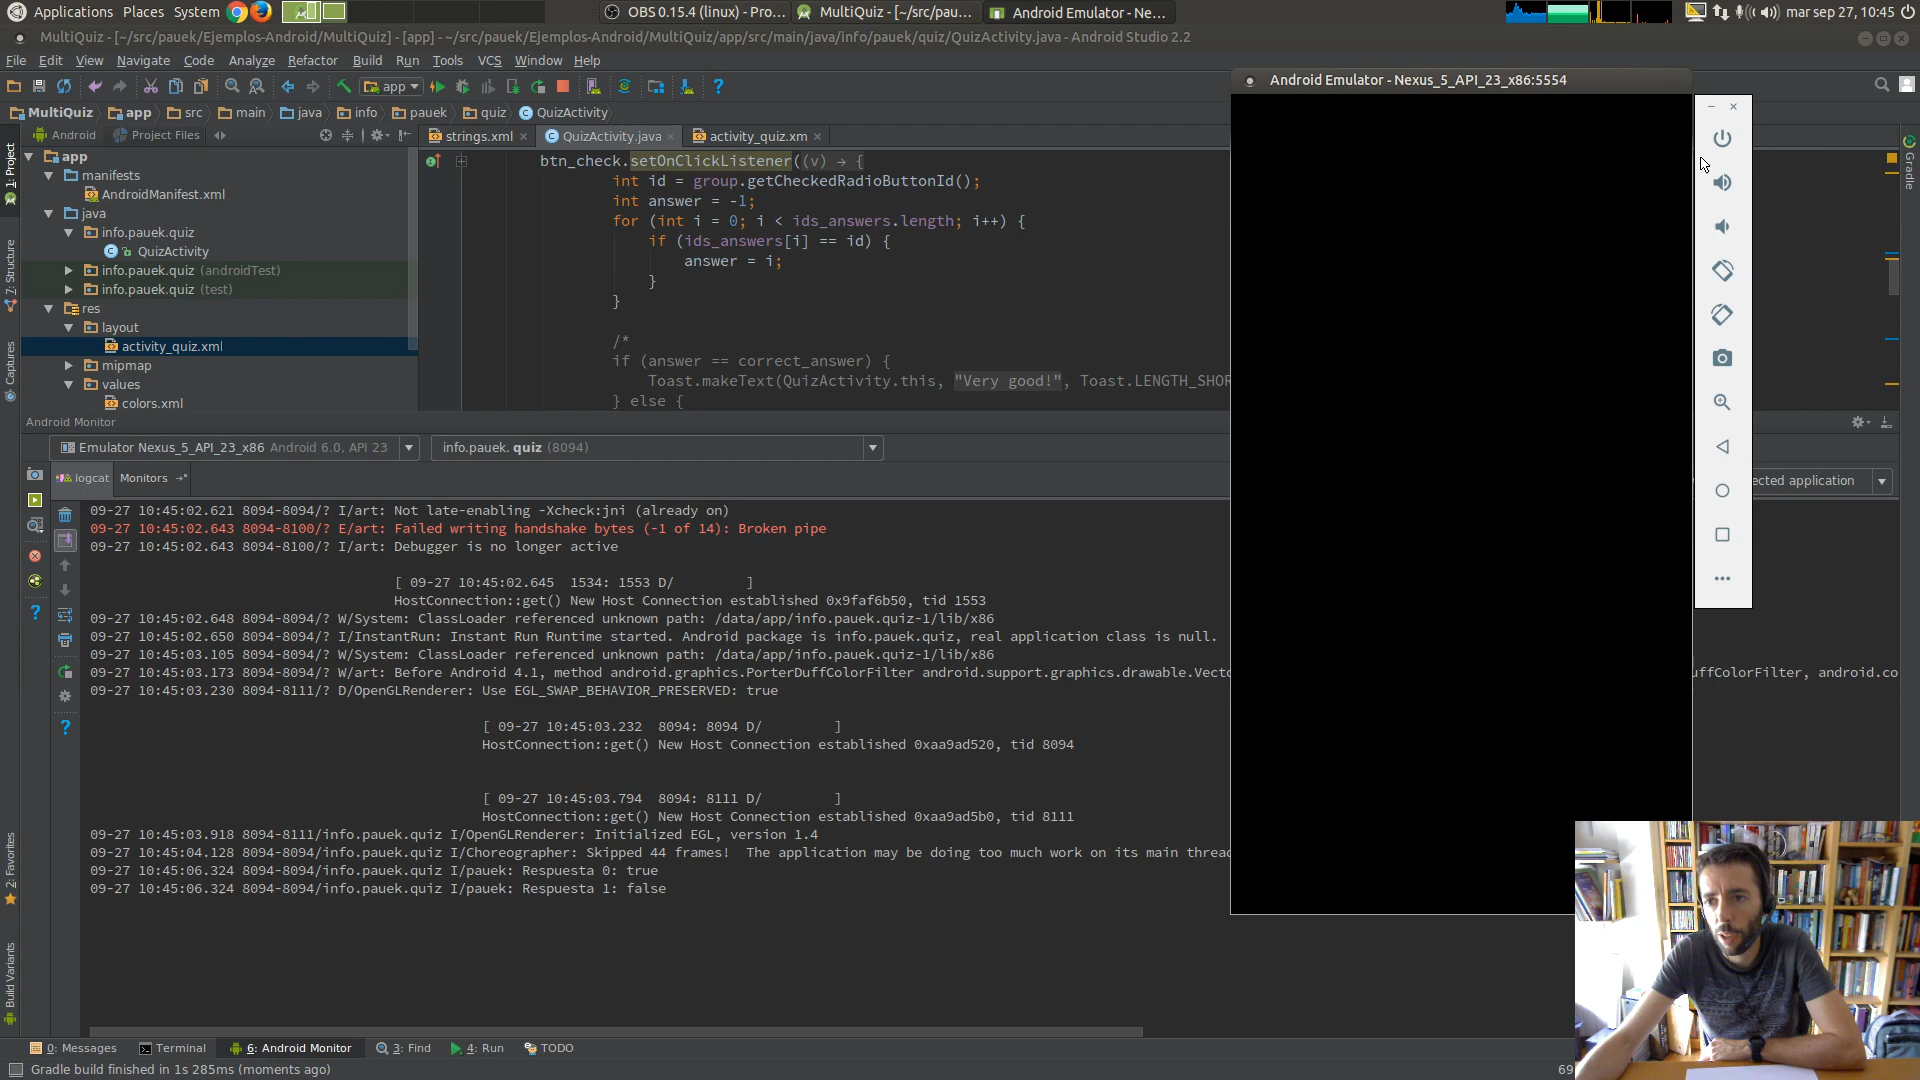 Applications Places System
OBS 0.15.4 (linux) - Pro...
MultiQuiz - [~/src/pau...
Android Emulator - Ne...
mar sep 27, 10:45
MultiQuiz - [~/src/pauek/Ejemplos-Android/MultiQuiz] - [app] - ~/src/pauek/Ejemplos-Android/MultiQuiz/app/src/main/java/info/pauek/quiz/QuizActivity.java - Android Studio 2.2
File Edit View Navigate Code Analyze Refactor Build Run Tools VCS Window Help
app
MultiQuiz app src main java info pauek quiz QuizActivity
Android Project Files
strings.xml QuizActivity.java activity_quiz.xm
app
manifests
AndroidManifest.xml
java
info.pauek.quiz
QuizActivity
info.pauek.quiz (androidTest)
info.pauek.quiz (test)
res
layout
activity_quiz.xml
mipmap
values
colors.xml
1: Project
7: Structure
Captures
2: Favorites
Build Variants
Gradle
btn_check.setOnClickListener((v) → {
int id = group.getCheckedRadioButtonId();
int answer = -1;
for (int i = 0; i < ids_answers.length; i++) {
if (ids_answers[i] == id) {
answer = i;
}
}
/*
if (answer == correct_answer) {
Toast.makeText(QuizActivity.this, "Very good!", Toast.LENGTH_SHOR
} else {
Android Emulator - Nexus_5_API_23_x86:5554
Android Monitor
Emulator Nexus_5_API_23_x86 Android 6.0, API 23
info.pauek.quiz (8094)
logcat Monitors
ected application
09-27 10:45:02.621 8094-8094/? I/art: Not late-enabling -Xcheck:jni (already on)
09-27 10:45:02.643 8094-8100/? E/art: Failed writing handshake bytes (-1 of 14): Broken pipe
09-27 10:45:02.643 8094-8100/? I/art: Debugger is no longer active
[ 09-27 10:45:02.645 1534: 1553 D/ ]
HostConnection::get() New Host Connection established 0x9faf6b50, tid 1553
09-27 10:45:02.648 8094-8094/? W/System: ClassLoader referenced unknown path: /data/app/info.pauek.quiz-1/lib/x86
09-27 10:45:02.650 8094-8094/? I/InstantRun: Instant Run Runtime started. Android package is info.pauek.quiz, real application class is null.
09-27 10:45:03.105 8094-8094/? W/System: ClassLoader referenced unknown path: /data/app/info.pauek.quiz-1/lib/x86
09-27 10:45:03.173 8094-8094/? W/art: Before Android 4.1, method android.graphics.PorterDuffColorFilter android.support.graphics.drawable.Vectc uffColorFilter, android.co
09-27 10:45:03.230 8094-8111/? D/OpenGLRenderer: Use EGL_SWAP_BEHAVIOR_PRESERVED: true
[ 09-27 10:45:03.232 8094: 8094 D/ ]
HostConnection::get() New Host Connection established 0xaa9ad520, tid 8094
[ 09-27 10:45:03.794 8094: 8111 D/ ]
HostConnection::get() New Host Connection established 0xaa9ad5b0, tid 8111
09-27 10:45:03.918 8094-8111/info.pauek.quiz I/OpenGLRenderer: Initialized EGL, version 1.4
09-27 10:45:04.128 8094-8094/info.pauek.quiz I/Choreographer: Skipped 44 frames! The application may be doing too much work on its main threac
09-27 10:45:06.324 8094-8094/info.pauek.quiz I/pauek: Respuesta 0: true
09-27 10:45:06.324 8094-8094/info.pauek.quiz I/pauek: Respuesta 1: false
0: Messages Terminal 6: Android Monitor 3: Find 4: Run TODO
Gradle build finished in 1s 285ms (moments ago)
69